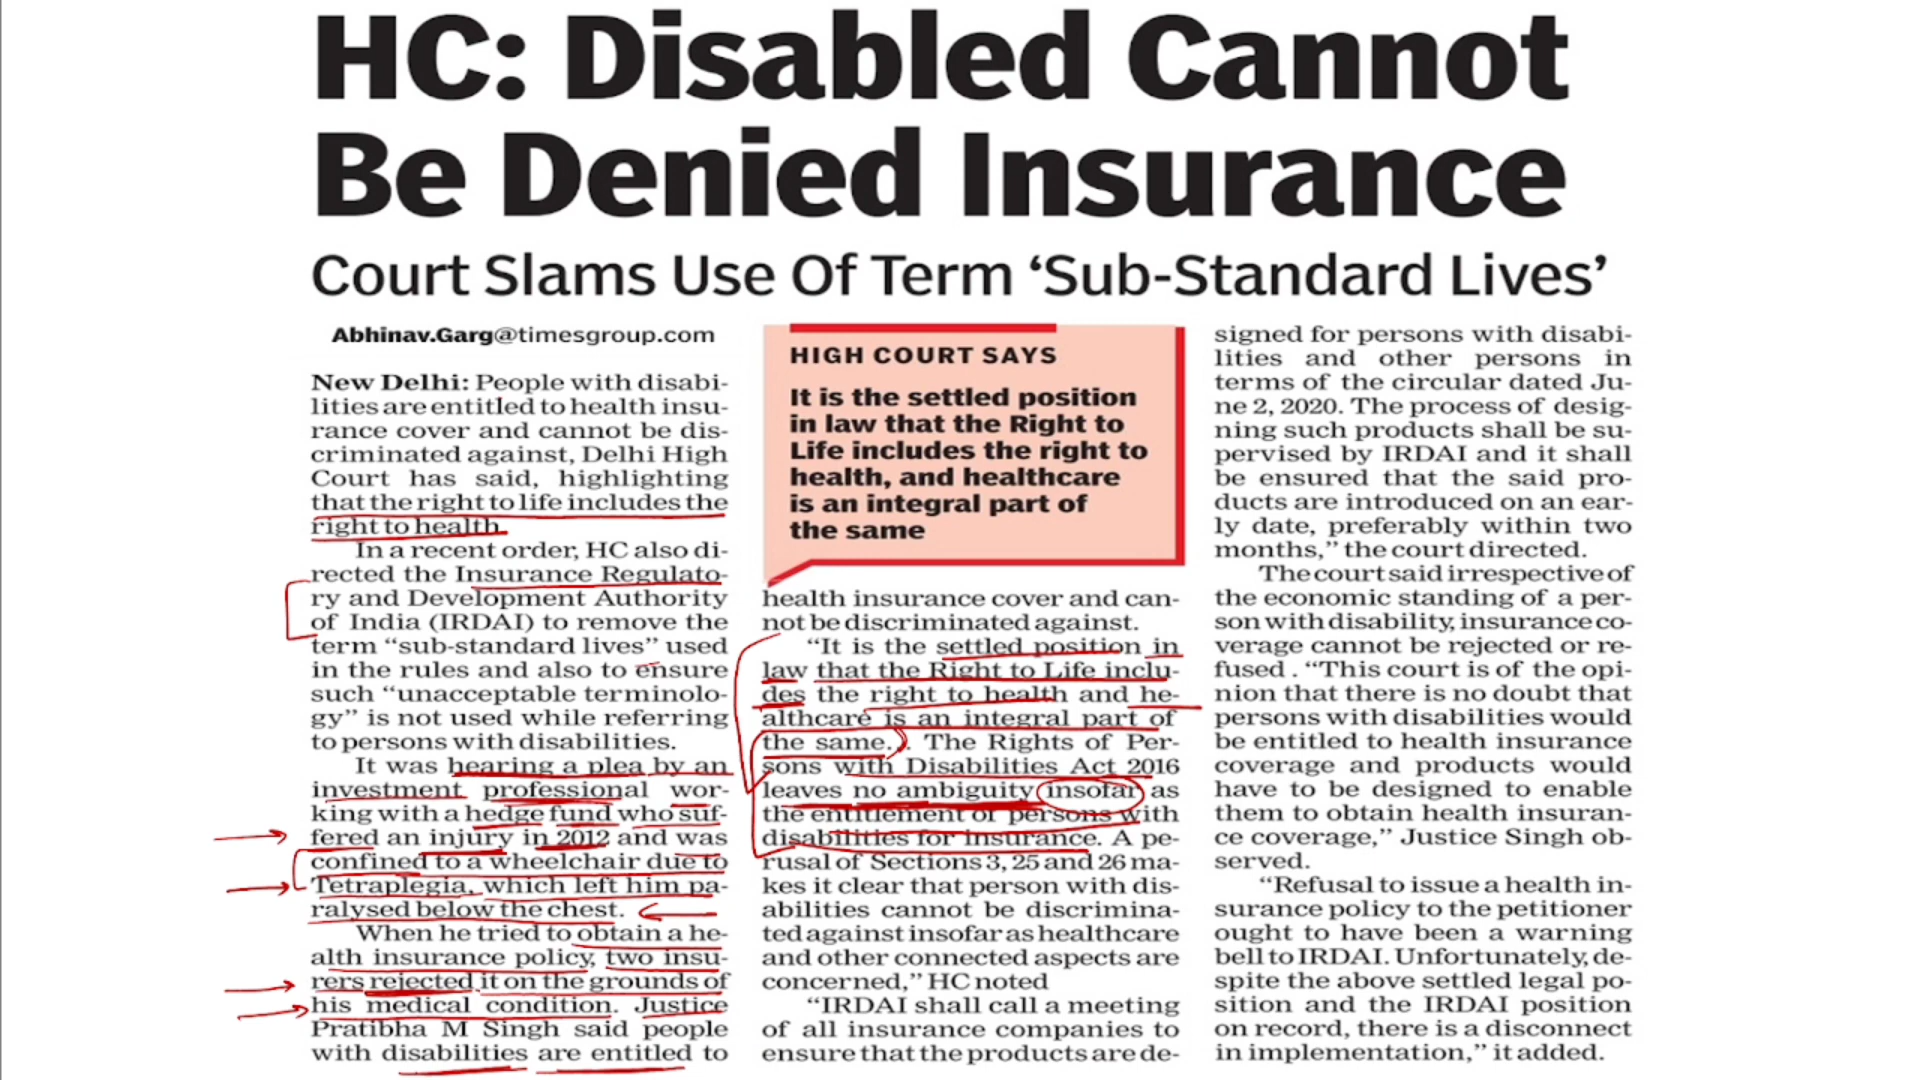 HC: Disabled Cannot
Be Denied Insurance
Court Slams Use Of Term ‘Sub-Standard Lives’
Abhinav.Garg@timesgroup.com
New Delhi: People with disabi-
lities are entitled to health insu-
rance cover and cannot be dis-
criminated against, Delhi High
Court has said, highlighting
that the right to life includes the
right to health.
In a recent order, HC also di-
rected the Insurance Regulato-
ry and Development Authority
of India (IRDAI) to remove the
term “sub-standard lives” used
in the rules and also to ensure
such “unacceptable terminolo-
gy” is not used while referring
to persons with disabilities.
It was hearing a plea by an
investment professional wor-
king with a hedge fund who suf-
fered an injury in 2012 and was
confined to a wheelchair due to
Tetraplegia, which left him pa-
ralysed below the chest.
When he tried to obtain a he-
alth insurance policy, two insu-
rers rejected it on the grounds of
his medical condition. Justice
Pratibha M Singh said people
with disabilities are entitled to
HIGH COURT SAYS
It is the settled position
in law that the Right to
Life includes the right to
health, and healthcare
is an integral part of
the same
health insurance cover and can-
not be discriminated against.
“It is the settled position in
law that the Right to Life inclu-
des the right to health and he-
althcare is an integral part of
the same. . The Rights of Per-
sons with Disabilities Act 2016
leaves no ambiguity insofar as
the entitlement of persons with
disabilities for insurance. A pe-
rusal of Sections 3, 25 and 26 ma-
kes it clear that person with dis-
abilities cannot be discrimina-
ted against insofar as healthcare
and other connected aspects are
concerned,” HC noted
“IRDAI shall call a meeting
of all insurance companies to
ensure that the products are de-
signed for persons with disabi-
lities and other persons in
terms of the circular dated Ju-
ne 2, 2020. The process of desig-
ning such products shall be su-
pervised by IRDAI and it shall
be ensured that the said pro-
ducts are introduced on an ear-
ly date, preferably within two
months,” the court directed.
The court said irrespective of
the economic standing of a per-
son with disability, insurance co-
verage cannot be rejected or re-
fused . “This court is of the opi-
nion that there is no doubt that
persons with disabilities would
be entitled to health insurance
coverage and products would
have to be designed to enable
them to obtain health insuran-
ce coverage,” Justice Singh ob-
served.
“Refusal to issue a health in-
surance policy to the petitioner
ought to have been a warning
bell to IRDAI. Unfortunately, de-
spite the above settled legal po-
sition and the IRDAI position
on record, there is a disconnect
in implementation,” it added.